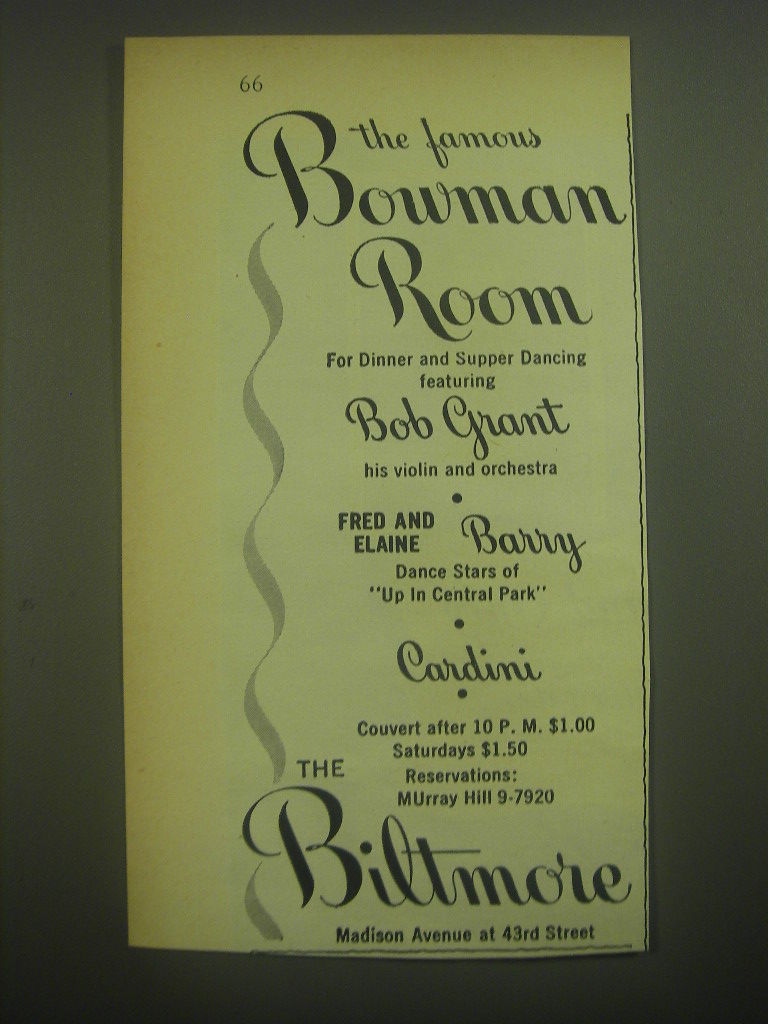 66
the famous
Bowman
Room
For Dinner and Supper Dancing
featuring
Bob Grant
his violin and orchestra
FRED AND
ELAINE Barry
Dance Stars of
"Up In Central Park"
Cardini
Couvert after 10 P. M. $1.00
Saturdays $1.50
Reservations:
MUrray Hill 9-7920
THE
Biltmore
Madison Avenue at 43rd Street